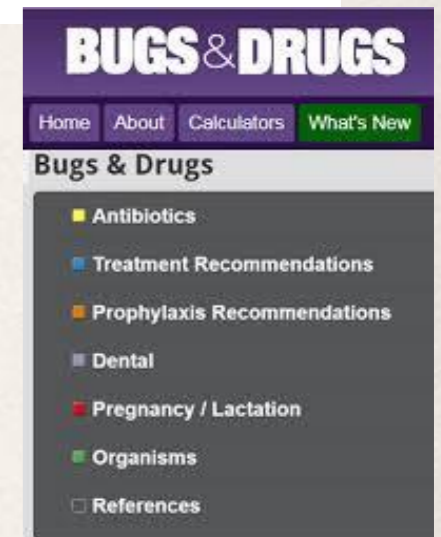 BUGS & DRUGS
Home About Calculators What's New
Bugs & Drugs
Antibiotics
Treatment Recommendations
Prophylaxis Recommendations
Dental
Pregnancy / Lactation
Organisms
References